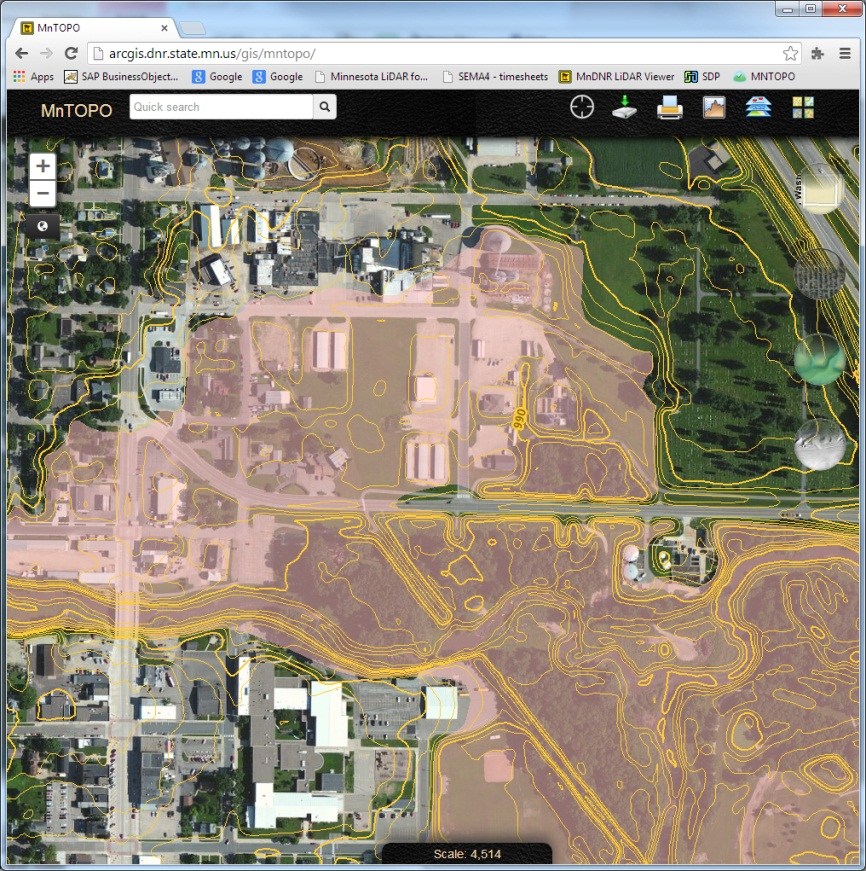 MnTOPO
arcgis.dnr.state.mn.us/gis/mntopo/
Apps SAP BusinessObject... Google Google Minnesota LiDAR fo... SEMA4 - timesheets MnDNR LiDAR Viewer SDP MNTOPO
MnTOPO Quick search
+
−
990
Scale: 4,514